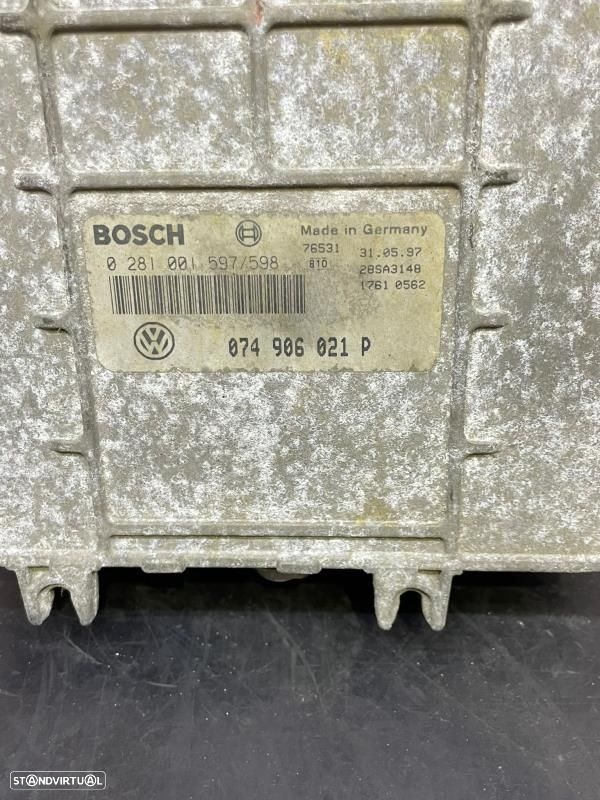 BOSCH
Made in Germany
0 281 001 597/598
76531
810
31.05.97
28SA3148
1761 0562
VW
074 906 021 P
STANDVIRTUAL